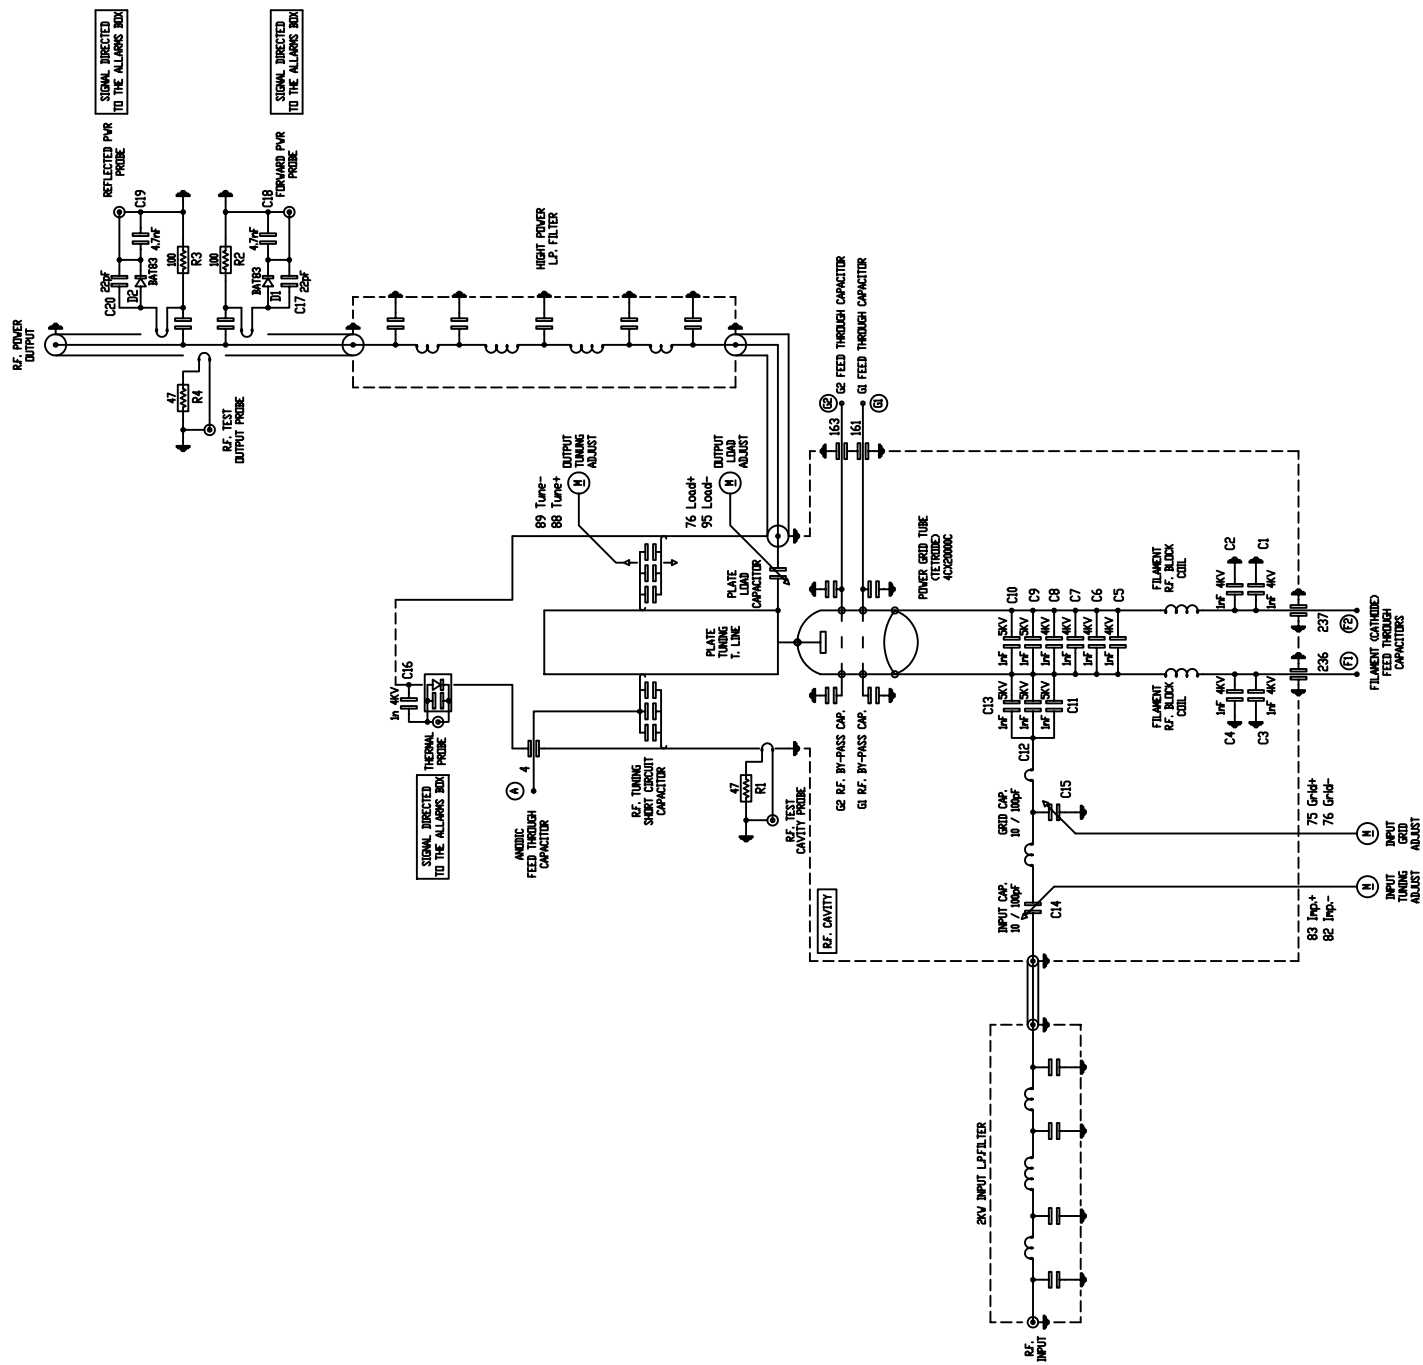 SIGNAL DIRECTED
TO THE ALLARMS BOX
REFLECTED PWR
PROBE
C19
4.7nF
22pF
C20
D2
BAT83
100
R3
SIGNAL DIRECTED
TO THE ALLARMS BOX
FORWARD PWR
PROBE
C18
4.7nF
100
R2
BAT83
D1
22pF
C17
R.F. POWER
OUTPUT
47
R4
R.F. TEST
OUTPUT PROBE
HIGHT POWER
L.P. FILTER
89 Tune-
88 Tune+
M
OUTPUT
TUNUNG
ADJUST
76 Load+
95 Load-
M
OUTPUT
LOAD
ADJUST
G2
G2 FEED THROUGH CAPACITOR
163
G1 FEED THROUGH CAPACITOR
G1
161
PLATE
LOAD
CAPACITOR
PLATE
TUNING
T. LINE
POWER GRID TUBE
(TETRODE)
4CX20000C
1n 4KV
C16
THERMAL
PROBE
SIGNAL DIRECTED
TO THE ALLARMS BOX
A
4
ANODIC
FEED THROUGH
CAPACITOR
R.F. TUNING
SHORT CIRCUIT
CAPACITOR
47
R1
R.F. TEST
CAVITY PROBE
G2 R.F. BY-PASS CAP.
G1 R.F. BY-PASS CAP.
R.F. CAVITY
C10
1nF 5KV
C9
1nF 5KV
C8
1nF 4KV
C7
1nF 4KV
C6
1nF 4KV
C5
1nF 4KV
C13
1nF 5KV
C12
1nF 5KV
C11
1nF 5KV
FILAMENT
R.F. BLOCK
COIL
FILAMENT
R.F. BLOCK
COIL
C2
1nF 4KV
C1
1nF 4KV
C4
1nF 4KV
C3
1nF 4KV
237
F2
236
F1
FILAMENT (CATHODE)
FEED THROUGH
CAPACITORS
GRID CAP.
10 / 100pF
C15
INPUT CAP.
10 / 100pF
C14
75 Grid+
76 Grid-
M
INPUT
GRID
ADJUST
83 Imp.+
82 Imp.-
M
INPUT
TUNING
ADJUST
2KW INPUT L.P.FILTER
R.F.
INPUT